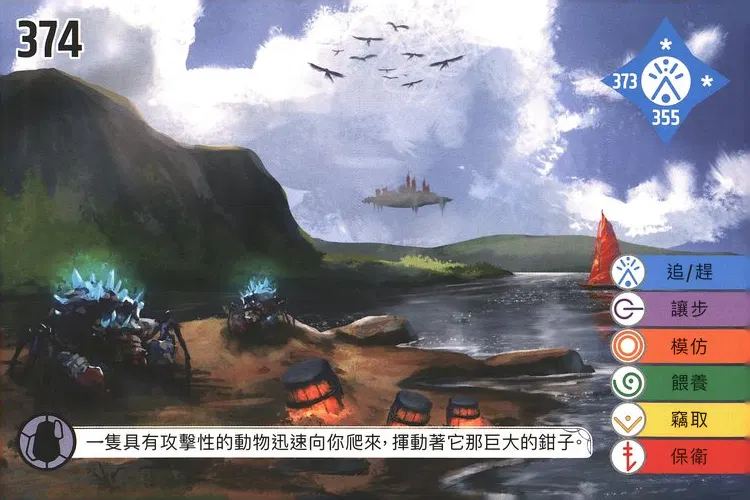 374
*
373 *
355
追/趕
讓步
模仿
餵養
竊取
保衛
一隻具有攻擊性的動物迅速向你爬來,揮動著它那巨大的鉗子。